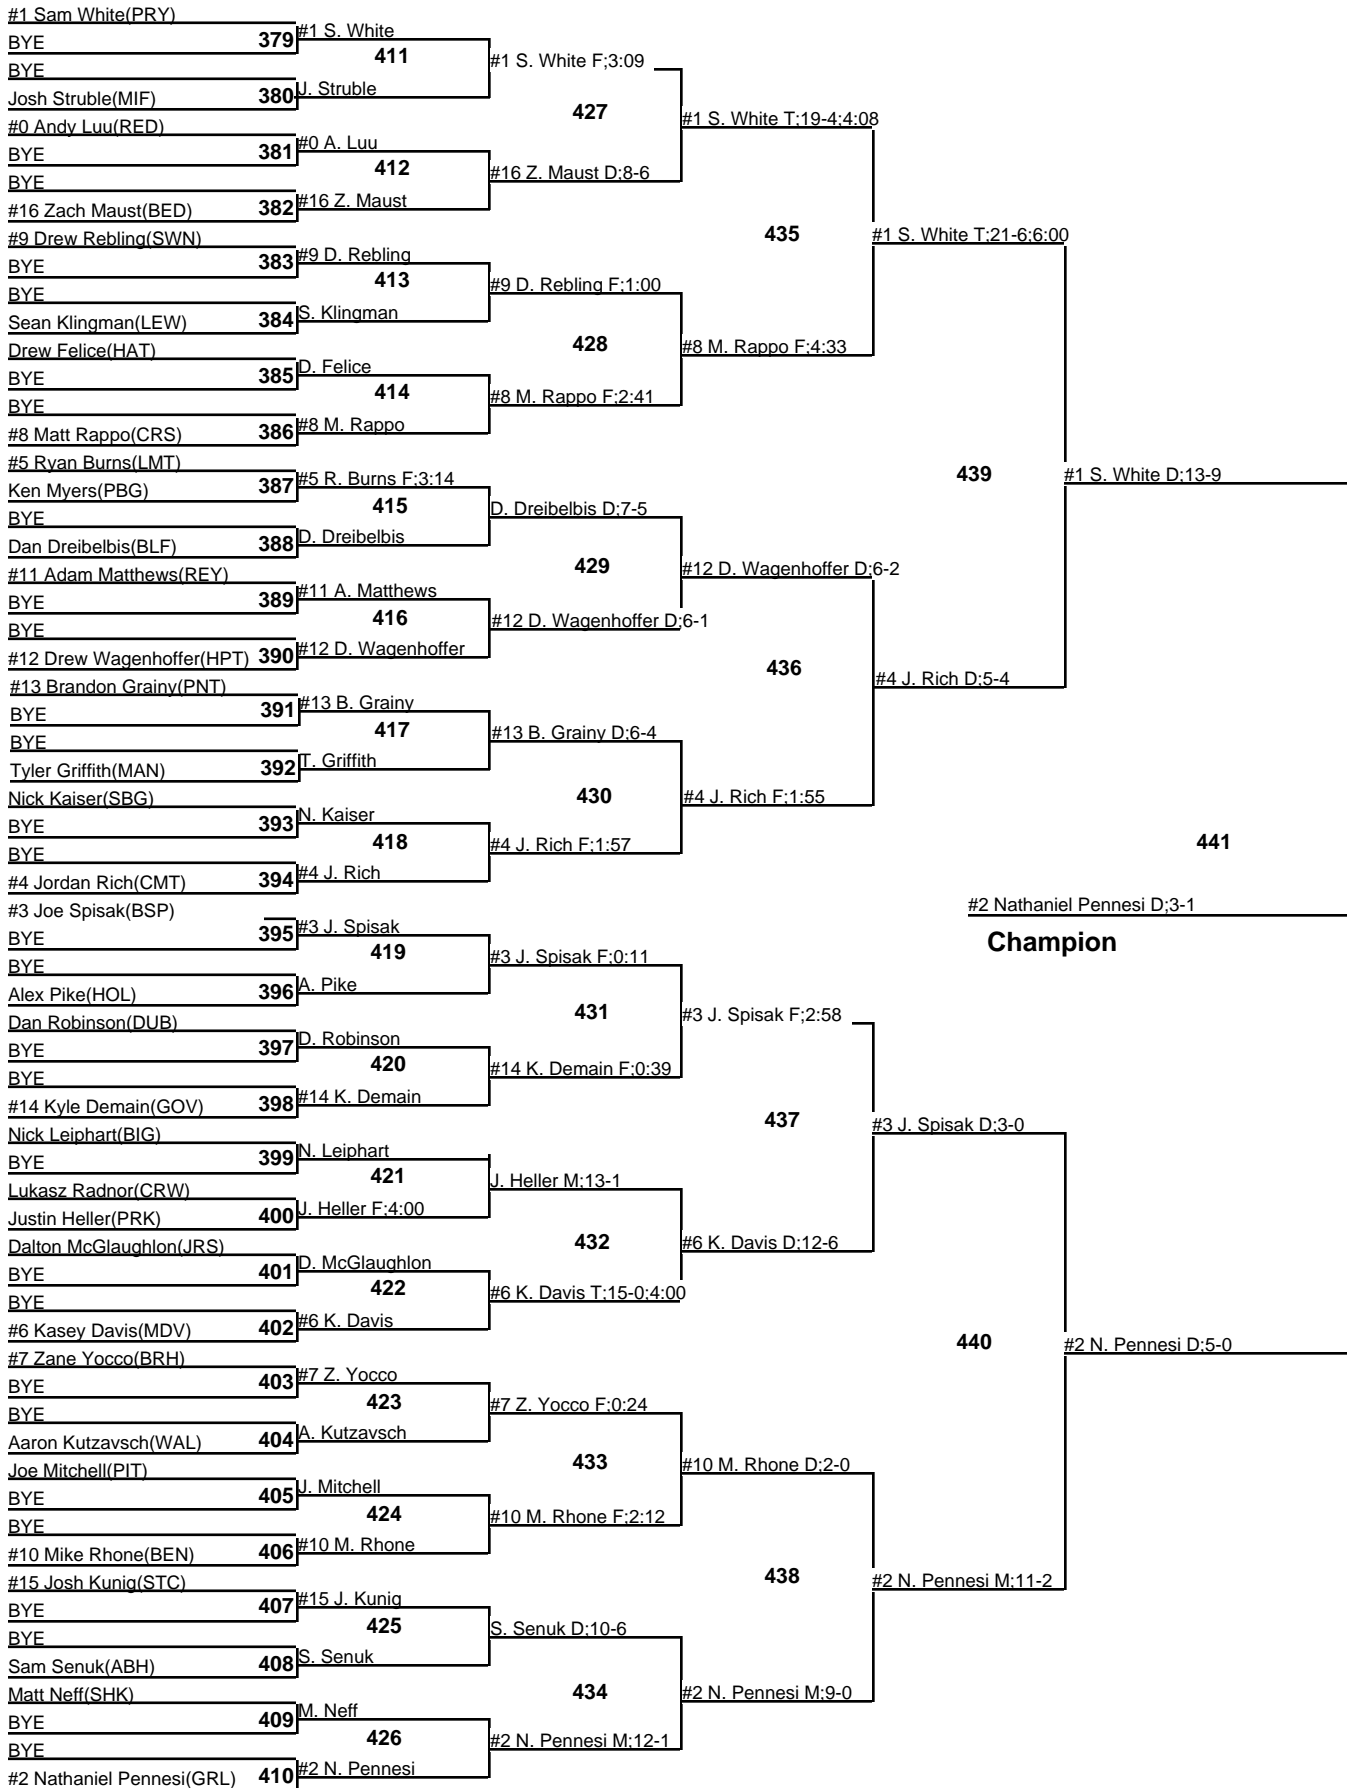 #1 Sam White(PRY)
BYE
379
BYE
Josh Struble(MIF)
380
#0 Andy Luu(RED)
BYE
381
BYE
#16 Zach Maust(BED)
382
#9 Drew Rebling(SWN)
BYE
383
BYE
Sean Klingman(LEW)
384
Drew Felice(HAT)
BYE
385
BYE
#8 Matt Rappo(CRS)
386
#5 Ryan Burns(LMT)
Ken Myers(PBG)
387
BYE
Dan Dreibelbis(BLF)
388
#11 Adam Matthews(REY)
BYE
389
BYE
#12 Drew Wagenhoffer(HPT)
390
#13 Brandon Grainy(PNT)
BYE
391
BYE
Tyler Griffith(MAN)
392
Nick Kaiser(SBG)
BYE
393
BYE
#4 Jordan Rich(CMT)
394
#3 Joe Spisak(BSP)
BYE
395
BYE
Alex Pike(HOL)
396
Dan Robinson(DUB)
BYE
397
BYE
#14 Kyle Demain(GOV)
398
Nick Leiphart(BIG)
BYE
399
Lukasz Radnor(CRW)
Justin Heller(PRK)
400
Dalton McGlaughlon(JRS)
BYE
401
BYE
#6 Kasey Davis(MDV)
402
#7 Zane Yocco(BRH)
BYE
403
BYE
Aaron Kutzavsch(WAL)
404
Joe Mitchell(PIT)
BYE
405
BYE
#10 Mike Rhone(BEN)
406
#15 Josh Kunig(STC)
BYE
407
BYE
Sam Senuk(ABH)
408
Matt Neff(SHK)
BYE
409
BYE
#2 Nathaniel Pennesi(GRL)
410
#1 S. White
411
J. Struble
#0 A. Luu
412
#16 Z. Maust
#9 D. Rebling
413
S. Klingman
D. Felice
414
#8 M. Rappo
#5 R. Burns F;3:14
415
D. Dreibelbis
#11 A. Matthews
416
#12 D. Wagenhoffer
#13 B. Grainy
417
T. Griffith
N. Kaiser
418
#4 J. Rich
#3 J. Spisak
419
A. Pike
D. Robinson
420
#14 K. Demain
N. Leiphart
421
J. Heller F;4:00
D. McGlaughlon
422
#6 K. Davis
#7 Z. Yocco
423
A. Kutzavsch
J. Mitchell
424
#10 M. Rhone
#15 J. Kunig
425
S. Senuk
M. Neff
426
#2 N. Pennesi
#1 S. White F;3:09
427
#16 Z. Maust D;8-6
#9 D. Rebling F;1:00
428
#8 M. Rappo F;2:41
D. Dreibelbis D;7-5
429
#12 D. Wagenhoffer D;6-1
#13 B. Grainy D;6-4
430
#4 J. Rich F;1:57
#3 J. Spisak F;0:11
431
#14 K. Demain F;0:39
J. Heller M;13-1
432
#6 K. Davis T;15-0;4:00
#7 Z. Yocco F;0:24
433
#10 M. Rhone F;2:12
S. Senuk D;10-6
434
#2 N. Pennesi M;12-1
#1 S. White T;19-4;4:08
435
#8 M. Rappo F;4:33
#12 D. Wagenhoffer D;6-2
436
#4 J. Rich F;1:55
#3 J. Spisak F;2:58
437
#6 K. Davis D;12-6
#10 M. Rhone D;2-0
438
#2 N. Pennesi M;9-0
#1 S. White T;21-6;6:00
439
#4 J. Rich D;5-4
#3 J. Spisak D;3-0
440
#2 N. Pennesi M;11-2
#1 S. White D;13-9
441
#2 N. Pennesi D;5-0
#2 Nathaniel Pennesi D;3-1
Champion